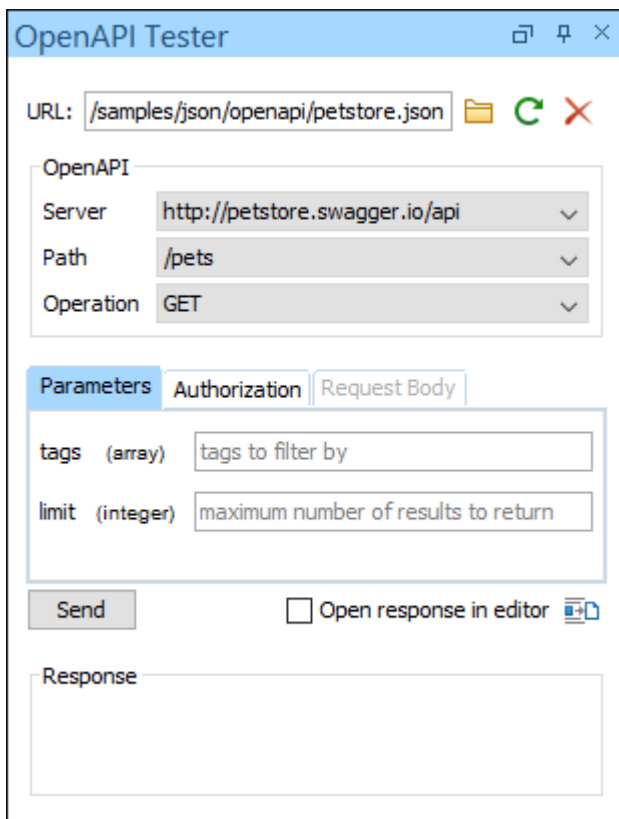 OpenAPI Tester
URL: /samples/json/openapi/petstore.json
OpenAPI
Server http://petstore.swagger.io/api
Path /pets
Operation GET
Parameters Authorization Request Body
tags (array) tags to filter by
limit (integer) maximum number of results to return
Send Open response in editor
Response